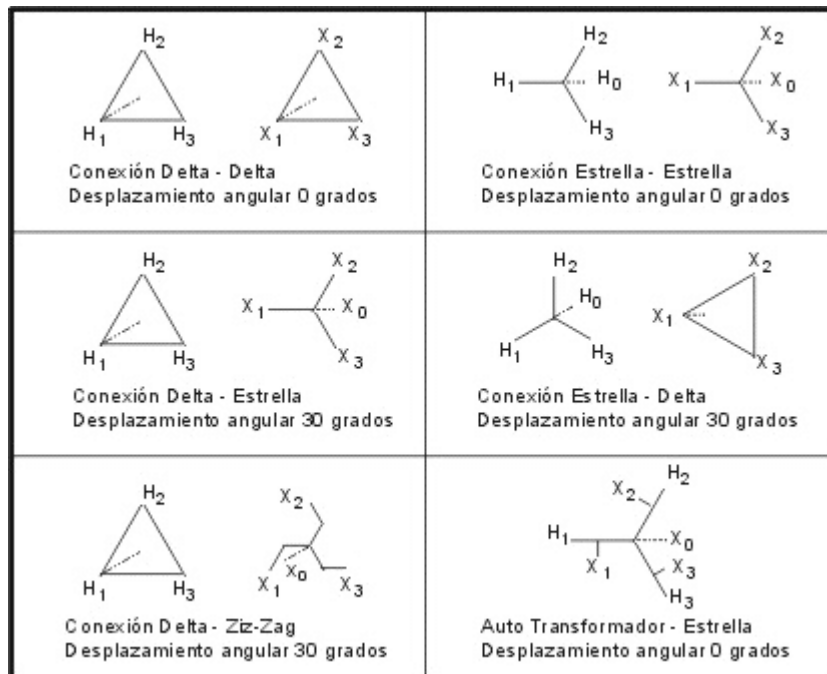 H2 X2
H1 H3 X1 X3
Conexión Delta - Delta
Desplazamiento angular 0 grados
H2 X2
H1 H0 X1 X0
H3 X3
Conexión Estrella - Estrella
Desplazamiento angular 0 grados
H2 X2
X1 X0
H1 H3 X3
Conexión Delta - Estrella
Desplazamiento angular 30 grados
H2 X2
H0
X1
H1 H3 X3
Conexión Estrella - Delta
Desplazamiento angular 30 grados
H2 X2
H1 H3 X1 X0 X3
Conexión Delta - Ziz-Zag
Desplazamiento angular 30 grados
X2 H2
H1 X0
X1 X3
H3
Auto Transformador - Estrella
Desplazamiento angular 0 grados